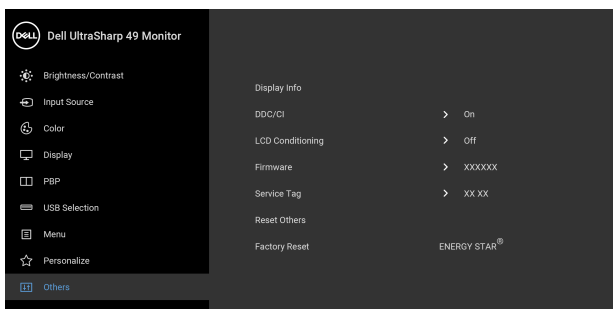 DELL Dell UltraSharp 49 Monitor
Brightness/Contrast
Input Source
Color
Display
PBP
USB Selection
Menu
Personalize
Others
Display Info
DDC/CI > On
LCD Conditioning > Off
Firmware > XXXXXX
Service Tag > XX XX
Reset Others
Factory Reset ENERGY STAR®